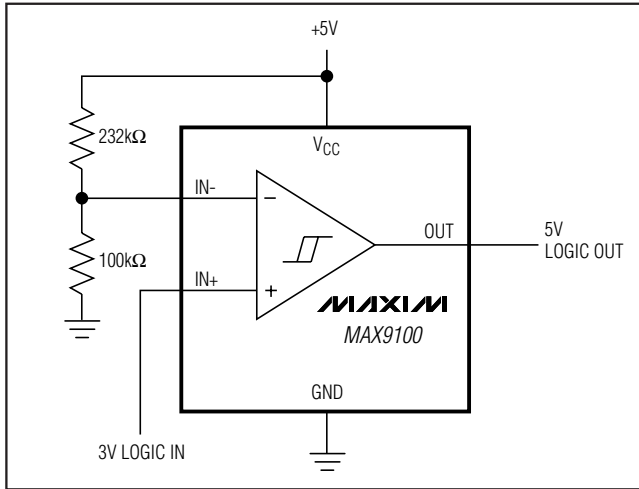 +5V
232kΩ
VCC
IN-
−
OUT
5V
LOGIC OUT
100kΩ
IN+
+
MAXIM
MAX9100
GND
3V LOGIC IN